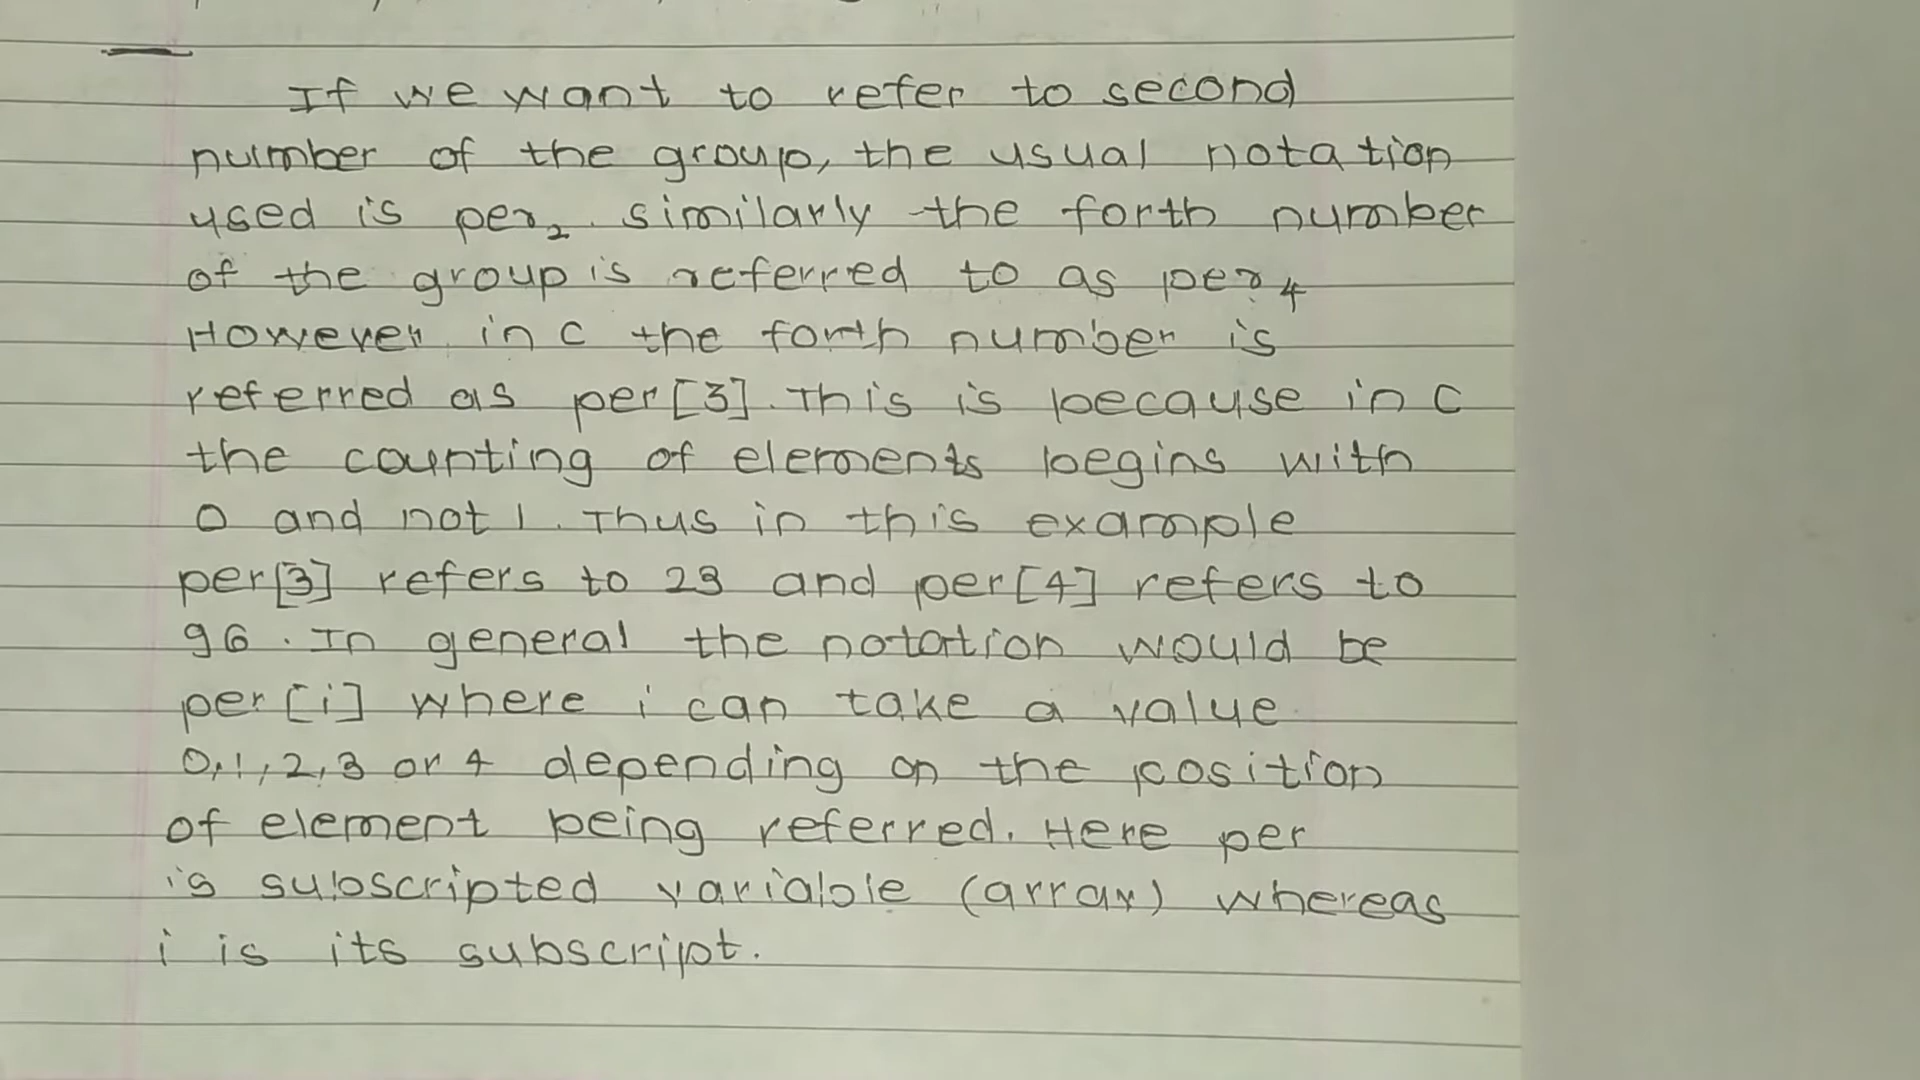 If we want to refer to second
number of the group, the usual notation
used is per₂. similarly the forth number
of the group is referred to as per₄
However in C the forth number is
referred as per[3]. This is because in C
the counting of elements begins with
0 and not 1. Thus in this example
per[3] refers to 23 and per[4] refers to
96. In general the notation would be
per[i] where i can take a value
0,1,2,3 or 4 depending on the position
of element being referred. Here per
is subscripted variable (array) whereas
i is its subscript.